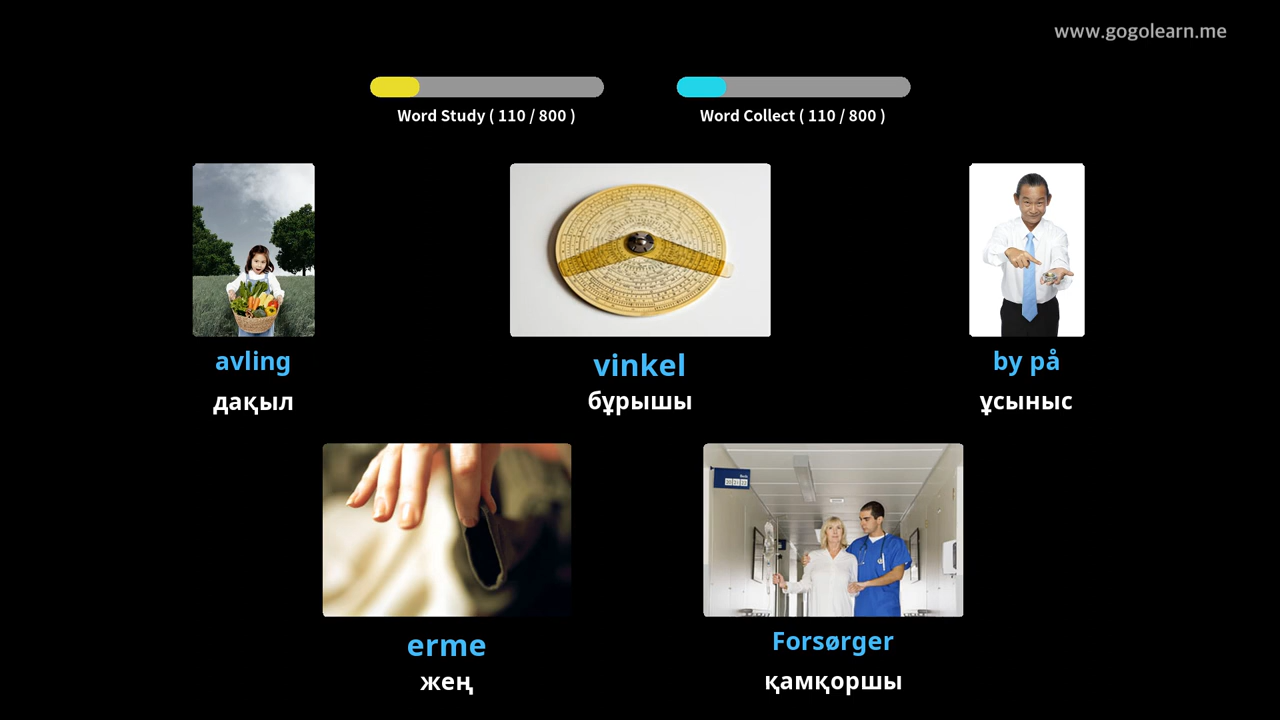 www.gogolearn.me
Word Study ( 110 / 800 )
Word Collect ( 110 / 800 )
avling
дақыл
vinkel
бұрышы
by på
ұсыныс
erme
жең
Forsørger
қамқоршы